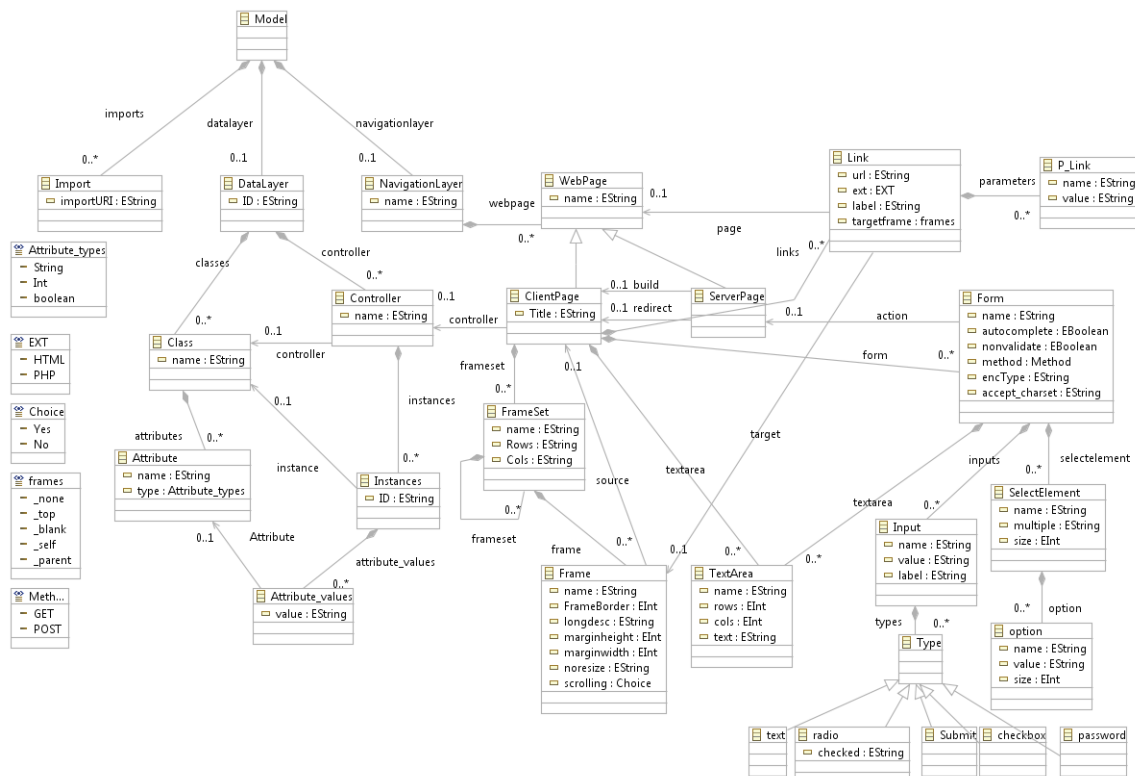 Model
imports
datalayer
navigationlayer
0..*
0..1
0..1
Import
importURI : EString
DataLayer
ID : EString
NavigationLayer
name : EString
webpage
0..*
WebPage
name : EString
0..1
page
Link
url : EString
ext : EXT
label : EString
targetframe : frames
parameters
0..*
P_Link
name : EString
value : EString
Attribute_types
String
Int
boolean
classes
controller
0..*
0..*
links
0..*
Controller
name : EString
0..1
controller
ClientPage
Title : EString
0..1 build
0..1 redirect
ServerPage
0..1
action
Form
name : EString
autocomplete : EBoolean
nonvalidate : EBoolean
method : Method
encType : EString
accept_charset : EString
form
0..*
EXT
HTML
PHP
Class
name : EString
0..1
controller
0..1
frameset
0..*
0..1
Choice
Yes
No
instances
0..*
FrameSet
name : EString
Rows : EString
Cols : EString
0..*
frameset
attributes
0..*
Attribute
name : EString
type : Attribute_types
instance
Instances
ID : EString
source
textarea
target
textarea
inputs
0..*
selectelement
SelectElement
name : EString
multiple : EString
size : EInt
frames
_none
_top
_blank
_self
_parent
0..1
Attribute
attribute_values
0..*
frame
0..*
0..1
0..*
0..*
0..*
Input
name : EString
value : EString
label : EString
Meth...
GET
POST
Attribute_values
value : EString
Frame
name : EString
FrameBorder : EInt
longdesc : EString
marginheight : EInt
marginwidth : EInt
noresize : EString
scrolling : Choice
TextArea
name : EString
rows : EInt
cols : EInt
text : EString
types
0..*
0..*
option
Type
option
name : EString
value : EString
size : EInt
text
radio
checked : EString
Submit
checkbox
password